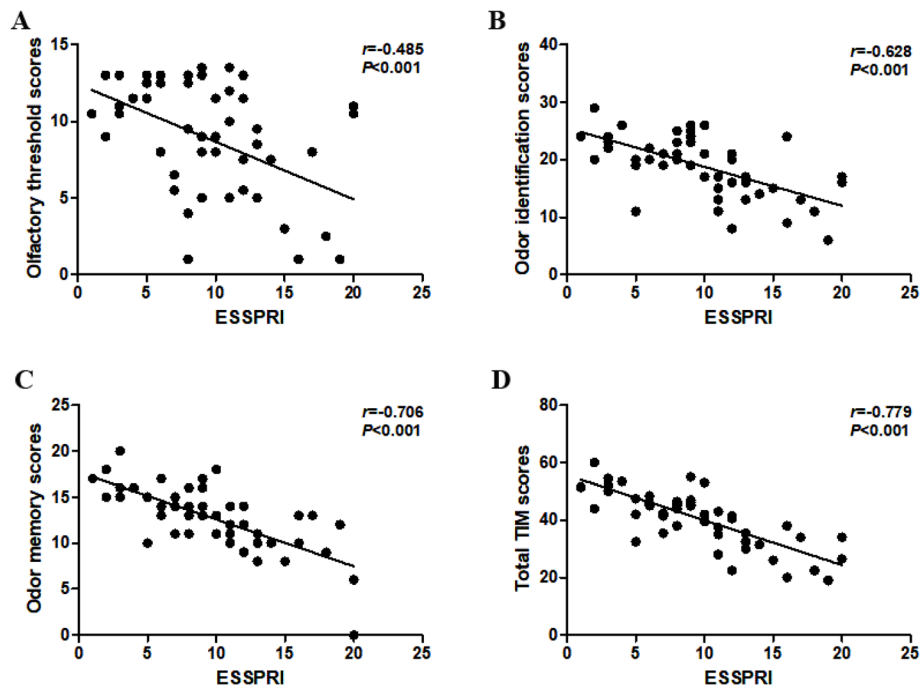 A
Olfactory threshold scores
15
10
5
0
0 5 10 15 20 25
ESSPRI
r=-0.485
P<0.001
B
Odor identification scores
40
30
20
10
0
0 5 10 15 20 25
ESSPRI
r=-0.628
P<0.001
C
Odor memory scores
25
20
15
10
5
0
0 5 10 15 20 25
ESSPRI
r=-0.706
P<0.001
D
Total TIM scores
80
60
40
20
0
0 5 10 15 20 25
ESSPRI
r=-0.779
P<0.001